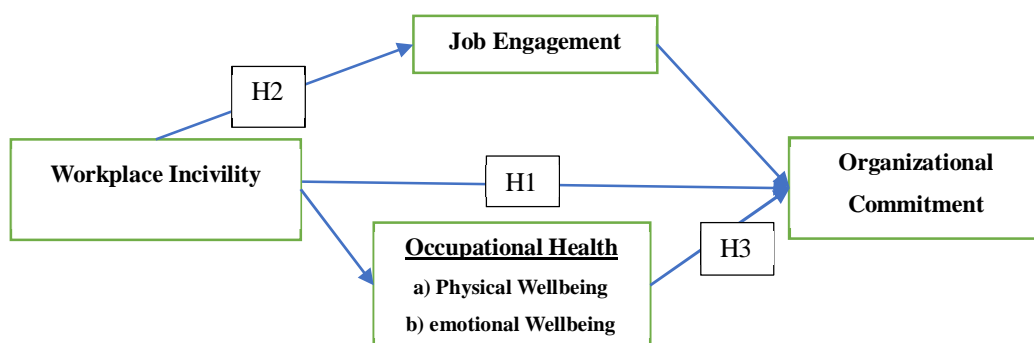 Job Engagement
H2
Workplace Incivility
H1
Organizational
Commitment
Occupational Health
a) Physical Wellbeing
b) emotional Wellbeing
H3